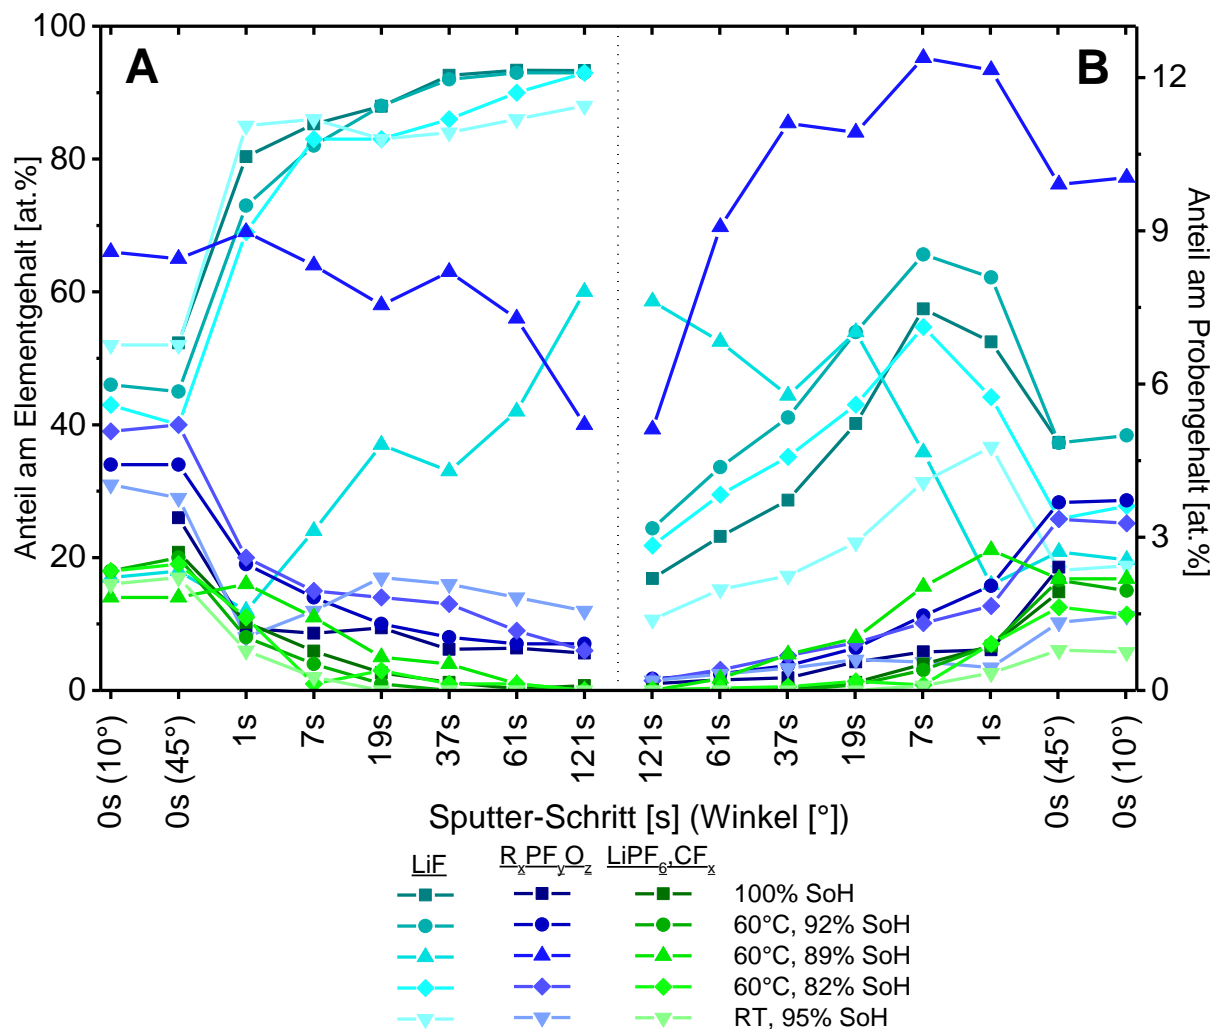 A
B
Anteil am Elementgehalt [at.%]
100
80
60
40
20
0
Anteil am Probengehalt [at.%]
12
9
6
3
0
0s (10°) 0s (45°) 1s 7s 19s 37s 61s 121s 121s 61s 37s 19s 7s 1s 0s (45°) 0s (10°)
Sputter-Schritt [s] (Winkel [°])
LiF RₓPFᵧO_z LiPF₆,CFₓ
100% SoH
60°C, 92% SoH
60°C, 89% SoH
60°C, 82% SoH
RT, 95% SoH